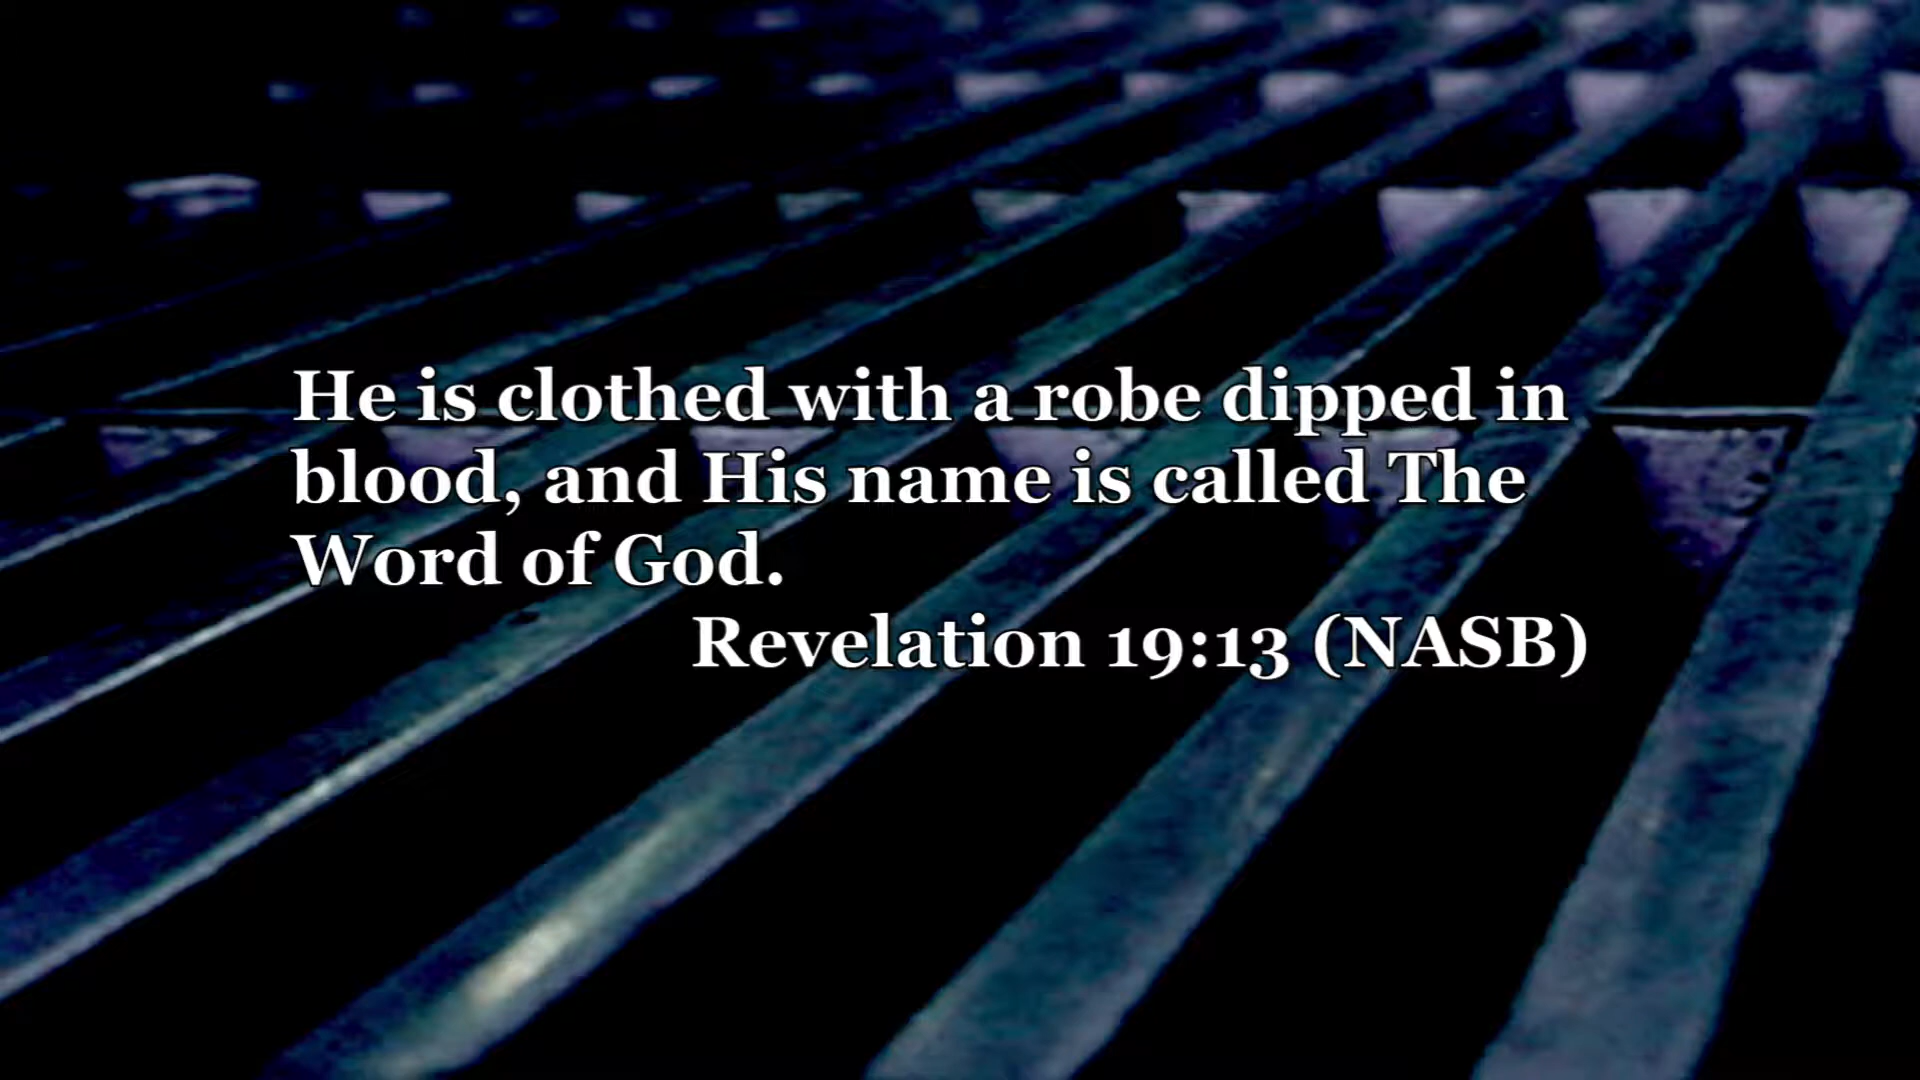 He is clothed with a robe dipped in
blood, and His name is called The
Word of God.
Revelation 19:13 (NASB)